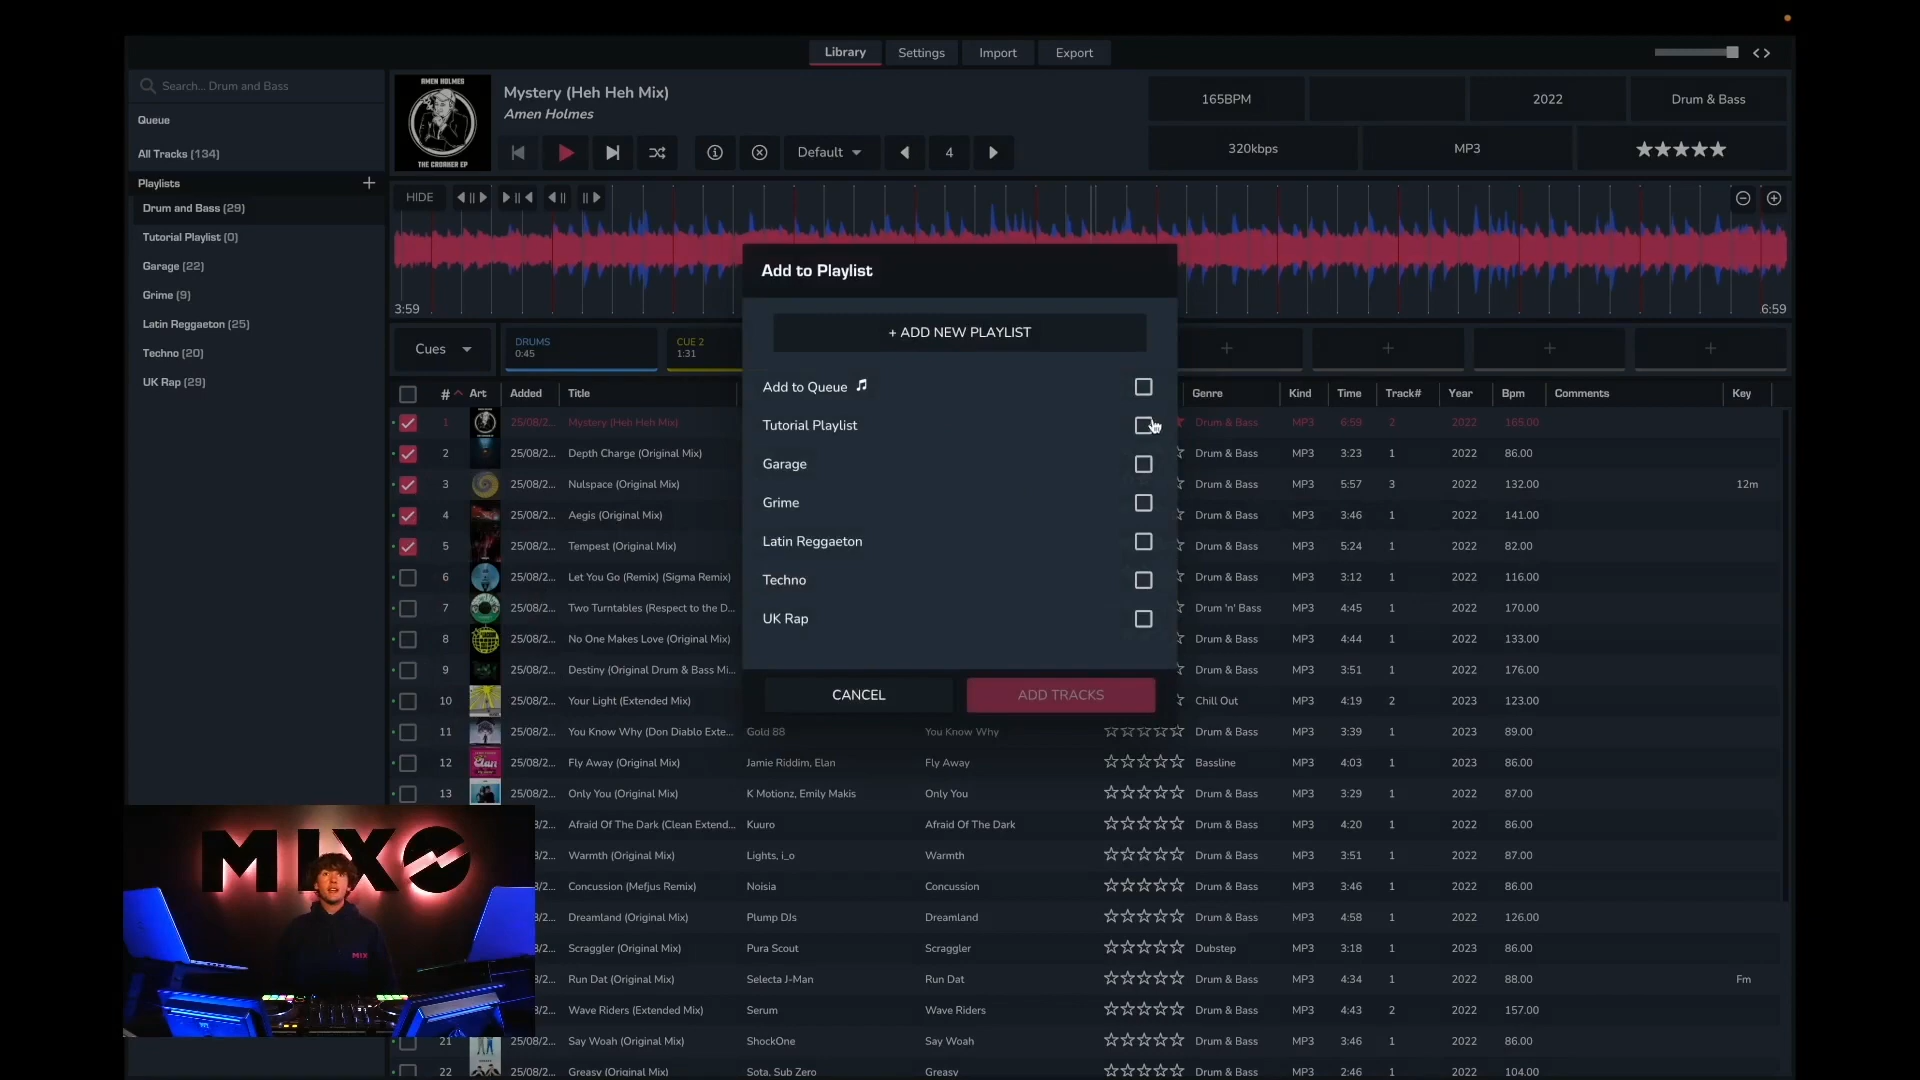 Library Settings Import Export
Search... Drum and Bass
Queue
All Tracks (134)
Playlists
Drum and Bass (29)
Tutorial Playlist (0)
Garage (22)
Grime (9)
Latin Reggaeton (25)
Techno (20)
UK Rap (29)
AMEN HOLMES
THE CROAKER EP
Mystery (Heh Heh Mix)
Amen Holmes
Default 4
165BPM 2022 Drum & Bass
320kbps MP3
HIDE
3:59 6:59
Cues
DRUMS
0:45
CUE 2
1:31
Add to Playlist
+ ADD NEW PLAYLIST
Add to Queue
Tutorial Playlist
Garage
Grime
Latin Reggaeton
Techno
UK Rap
CANCEL ADD TRACKS
# Art Added Title Genre Kind Time Track# Year Bpm Comments Key
1 25/08/2... Mystery (Heh Heh Mix) Drum & Bass MP3 6:59 2 2022 165.00
2 25/08/2... Depth Charge (Original Mix) Drum & Bass MP3 3:23 1 2022 86.00
3 25/08/2... Nulspace (Original Mix) Drum & Bass MP3 5:57 3 2022 132.00 12m
4 25/08/2... Aegis (Original Mix) Drum & Bass MP3 3:46 1 2022 141.00
5 25/08/2... Tempest (Original Mix) Drum & Bass MP3 5:24 1 2022 82.00
6 25/08/2... Let You Go (Remix) (Sigma Remix) Drum & Bass MP3 3:12 1 2022 116.00
7 25/08/2... Two Turntables (Respect to the D... Drum 'n' Bass MP3 4:45 1 2022 170.00
8 25/08/2... No One Makes Love (Original Mix) Drum & Bass MP3 4:44 1 2022 133.00
9 25/08/2... Destiny (Original Drum & Bass Mi... Drum & Bass MP3 3:51 1 2022 176.00
10 25/08/2... Your Light (Extended Mix) Chill Out MP3 4:19 2 2023 123.00
11 25/08/2... You Know Why (Don Diablo Exte... Gold 88 You Know Why Drum & Bass MP3 3:39 1 2023 89.00
12 25/08/2... Fly Away (Original Mix) Jamie Riddim, Elan Fly Away Bassline MP3 4:03 1 2023 86.00
13 25/08/2... Only You (Original Mix) K Motionz, Emily Makis Only You Drum & Bass MP3 3:29 1 2022 87.00
8/2... Afraid Of The Dark (Clean Extend... Kuuro Afraid Of The Dark Drum & Bass MP3 4:20 1 2022 86.00
8/2... Warmth (Original Mix) Lights, i_o Warmth Drum & Bass MP3 3:51 1 2022 87.00
8/2... Concussion (Mefjus Remix) Noisia Concussion Drum & Bass MP3 3:46 1 2022 86.00
8/2... Dreamland (Original Mix) Plump DJs Dreamland Drum & Bass MP3 4:58 1 2022 126.00
8/2... Scraggler (Original Mix) Pura Scout Scraggler Dubstep MP3 3:18 1 2023 86.00
8/2... Run Dat (Original Mix) Selecta J-Man Run Dat Drum & Bass MP3 4:34 1 2022 88.00 Fm
8/2... Wave Riders (Extended Mix) Serum Wave Riders Drum & Bass MP3 4:43 2 2022 157.00
21 25/08/2... Say Woah (Original Mix) ShockOne Say Woah Drum & Bass MP3 3:46 1 2022 86.00
22 25/08/2... Greasy (Original Mix) Sota, Sub Zero Greasy Drum & Bass MP3 2:46 1 2022 104.00
MIXO
MIX